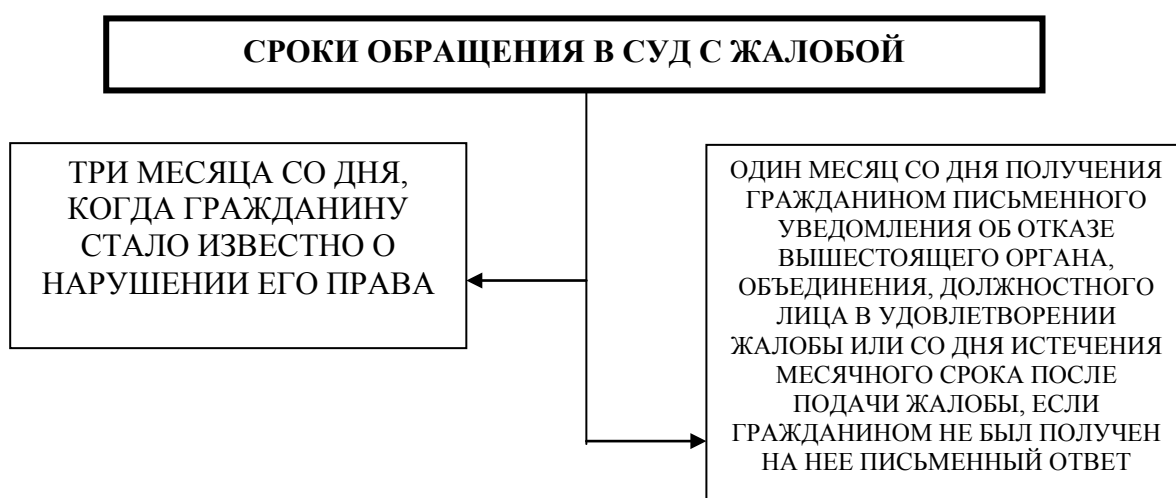 СРОКИ ОБРАЩЕНИЯ В СУД С ЖАЛОБОЙ
ТРИ МЕСЯЦА СО ДНЯ,
КОГДА ГРАЖДАНИНУ
СТАЛО ИЗВЕСТНО О
НАРУШЕНИИ ЕГО ПРАВА
ОДИН МЕСЯЦ СО ДНЯ ПОЛУЧЕНИЯ
ГРАЖДАНИНОМ ПИСЬМЕННОГО
УВЕДОМЛЕНИЯ ОБ ОТКАЗЕ
ВЫШЕСТОЯЩЕГО ОРГАНА,
ОБЪЕДИНЕНИЯ, ДОЛЖНОСТНОГО
ЛИЦА В УДОВЛЕТВОРЕНИИ
ЖАЛОБЫ ИЛИ СО ДНЯ ИСТЕЧЕНИЯ
МЕСЯЧНОГО СРОКА ПОСЛЕ
ПОДАЧИ ЖАЛОБЫ, ЕСЛИ
ГРАЖДАНИНОМ НЕ БЫЛ ПОЛУЧЕН
НА НЕЕ ПИСЬМЕННЫЙ ОТВЕТ